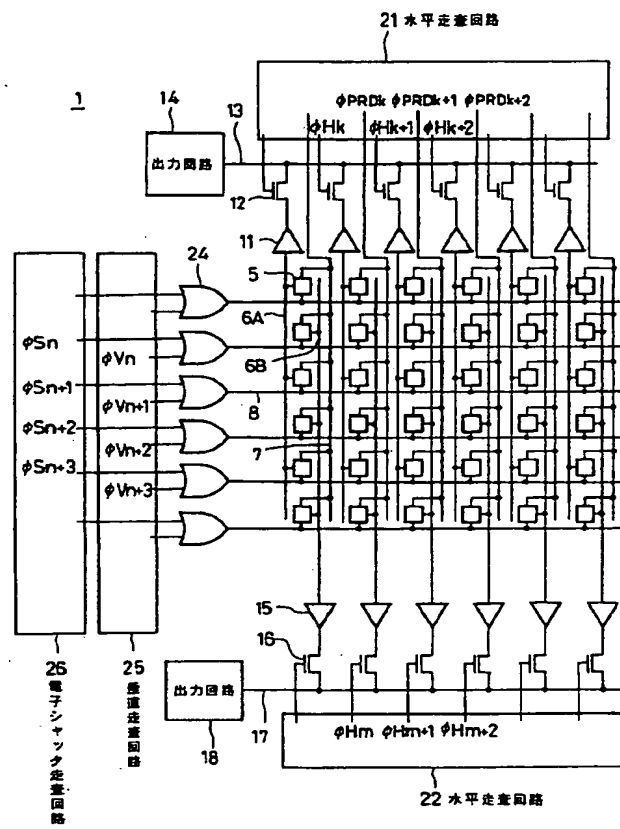 21 水平走査回路
1
14
13
φPRDk φPRDk+1 φPRDk+2
φHk φHk+1 φHk+2
出力回路
12
11
24
5
6A
φSn
φVn
6B
φSn+1
φVn+1
8
φSn+2
φVn+2
7
φSn+3
φVn+3
15
16
26
電子シャッタ走査回路
25
垂直走査回路
出力回路
18
17
φHm φHm+1 φHm+2
22 水平走査回路